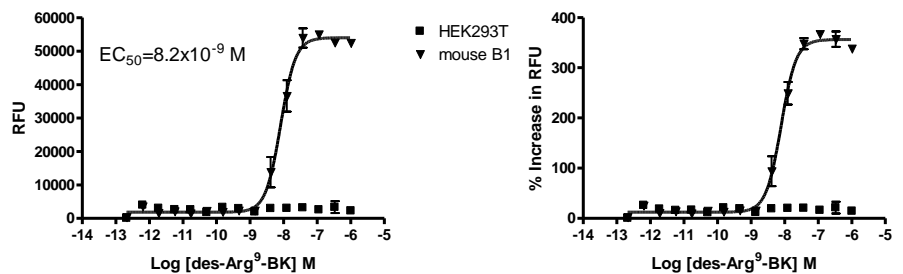 60000
50000
40000
30000
20000
10000
0
RFU
EC50=8.2x10-9 M
-14 -13 -12 -11 -10 -9 -8 -7 -6 -5
Log [des-Arg9-BK] M
HEK293T
mouse B1
400
300
200
100
0
% Increase in RFU
-14 -13 -12 -11 -10 -9 -8 -7 -6 -5
Log [des-Arg9-BK] M